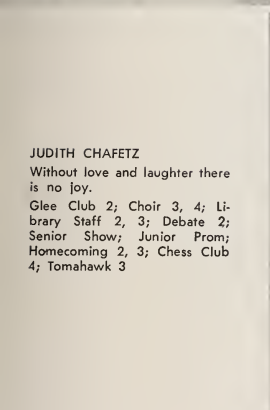 JUDITH CHAFETZ
Without love and laughter there
is no joy.
Glee Club 2; Choir 3, 4; Li-
brary Staff 2, 3; Debate 2;
Senior Show; Junior Prom;
Homecoming 2, 3; Chess Club
4; Tomahawk 3